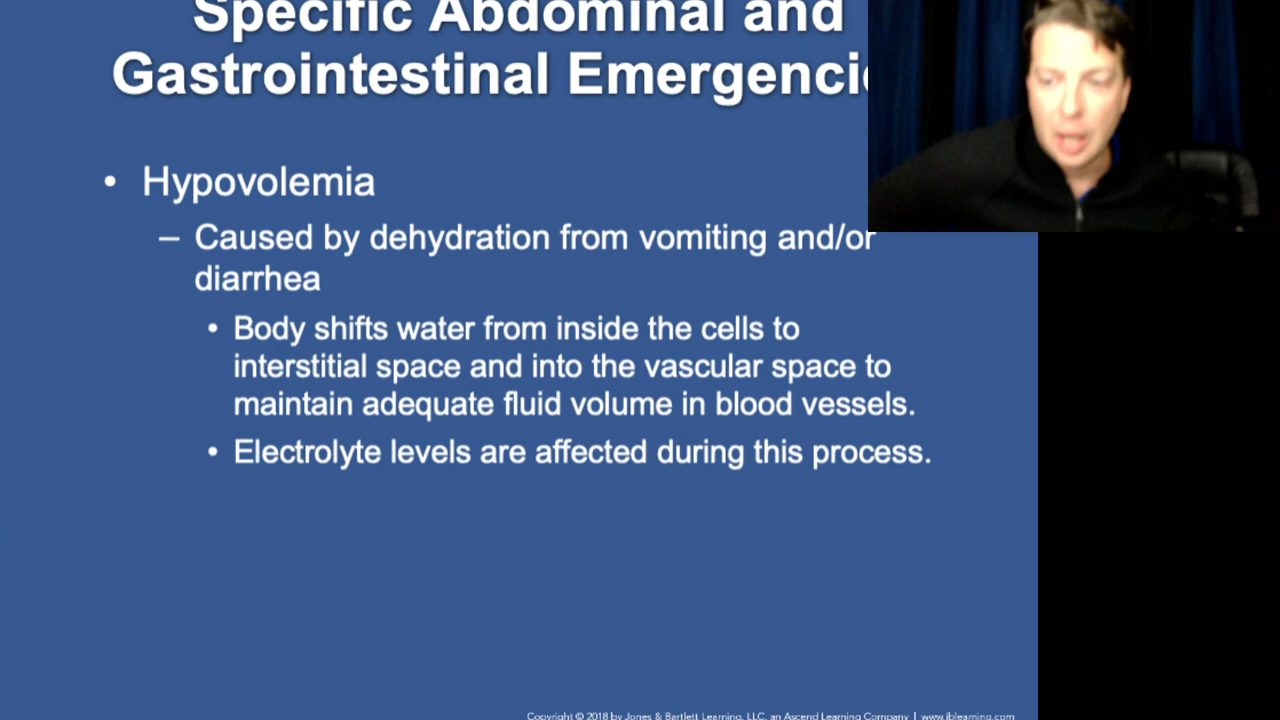 Specific Abdominal and
Gastrointestinal Emergenci
• Hypovolemia
– Caused by dehydration from vomiting and/or
diarrhea
• Body shifts water from inside the cells to
interstitial space and into the vascular space to
maintain adequate fluid volume in blood vessels.
• Electrolyte levels are affected during this process.
Copyright © 2018 by Jones & Bartlett Learning, LLC, an Ascend Learning Company | www.jblearning.com